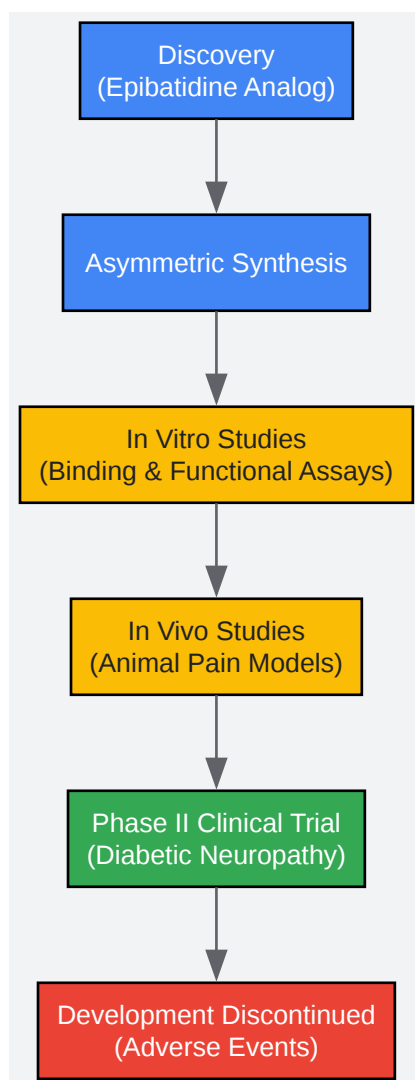 Discovery
(Epibatidine Analog)
Asymmetric Synthesis
In Vitro Studies
(Binding & Functional Assays)
In Vivo Studies
(Animal Pain Models)
Phase II Clinical Trial
(Diabetic Neuropathy)
Development Discontinued
(Adverse Events)